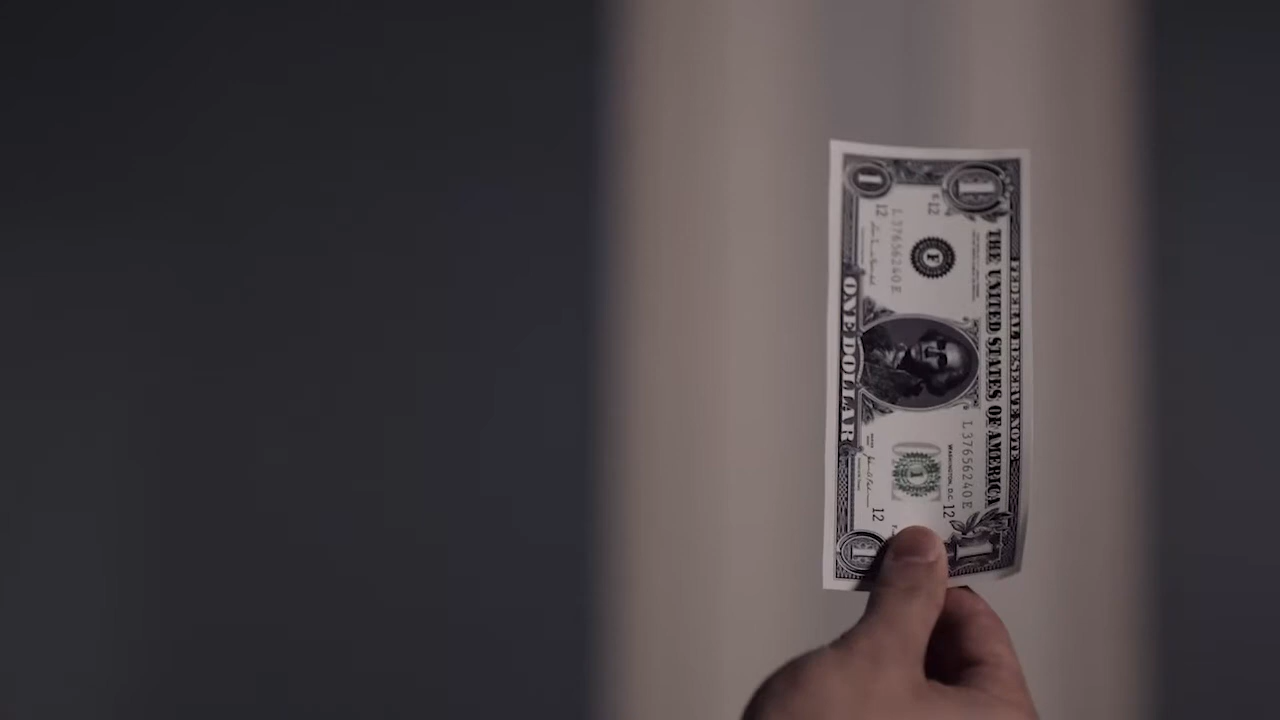 FEDERAL RESERVE NOTE
THE UNITED STATES OF AMERICA
1
1
12
12
L37656240E
L37656240E
F
WASHINGTON, D.C.
1
12
12
ONE DOLLAR
1
1